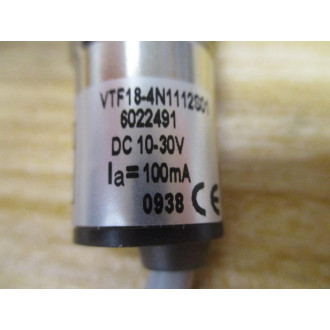 VTF18-4N1112S01
6022491
DC 10-30V
Ia=100mA
0938 CE